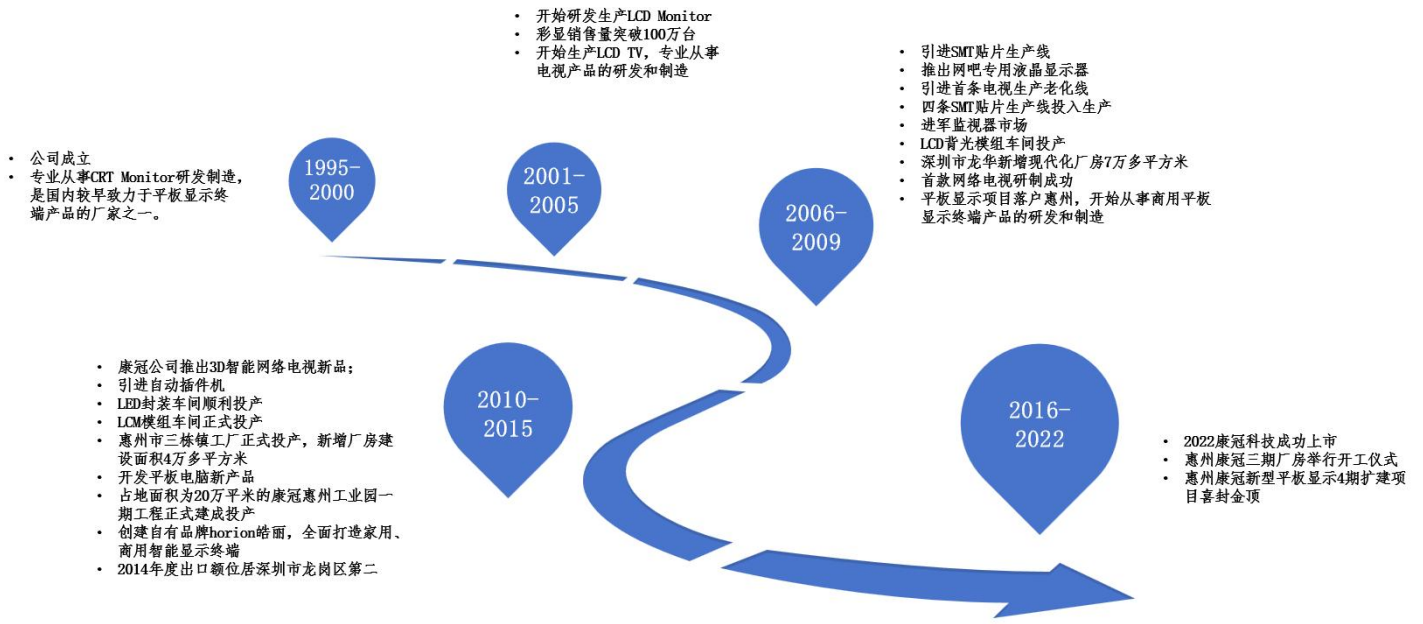 1995-
2000
• 公司成立
• 专业从事CRT Monitor研发制造，
是国内较早致力于平板显示终
端产品的厂家之一。
2001-
2005
• 开始研发生产LCD Monitor
• 彩显销售量突破100万台
• 开始生产LCD TV，专业从事
电视产品的研发和制造
2006-
2009
• 引进SMT贴片生产线
• 推出网吧专用液晶显示器
• 引进首条电视生产老化线
• 四条SMT贴片生产线投入生产
• 进军监视器市场
• LCD背光模组车间投产
• 深圳市龙华新增现代化厂房7万多平方米
• 首款网络电视研制成功
• 平板显示项目落户惠州，开始从事商用平板
显示终端产品的研发和制造
2010-
2015
• 康冠公司推出3D智能网络电视新品；
• 引进自动插件机
• LED封装车间顺利投产
• LCM模组车间正式投产
• 惠州市三栋镇工厂正式投产，新增厂房建
设面积4万多平方米
• 开发平板电脑新产品
• 占地面积为20万平米的康冠惠州工业园一
期工程正式建成投产
• 创建自有品牌horion皓丽，全面打造家用、
商用智能显示终端
• 2014年度出口额位居深圳市龙岗区第二
2016-
2022
• 2022康冠科技成功上市
• 惠州康冠三期厂房举行开工仪式
• 惠州康冠新型平板显示4期扩建项
目喜封金顶